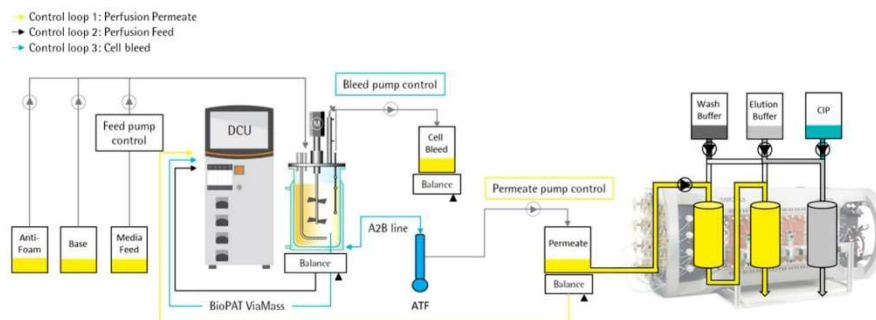 Control loop 1: Perfusion Permeate
Control loop 2: Perfusion Feed
Control loop 3: Cell bleed
Bleed pump control
Feed pump
control
DCU
M
Cell
Bleed
Balance
Wash
Buffer
Elution
Buffer
CIP
Permeate pump control
Anti-
Foam
Base
Media
Feed
A2B line
Balance
ATF
Permeate
Balance
BioPAT ViaMass